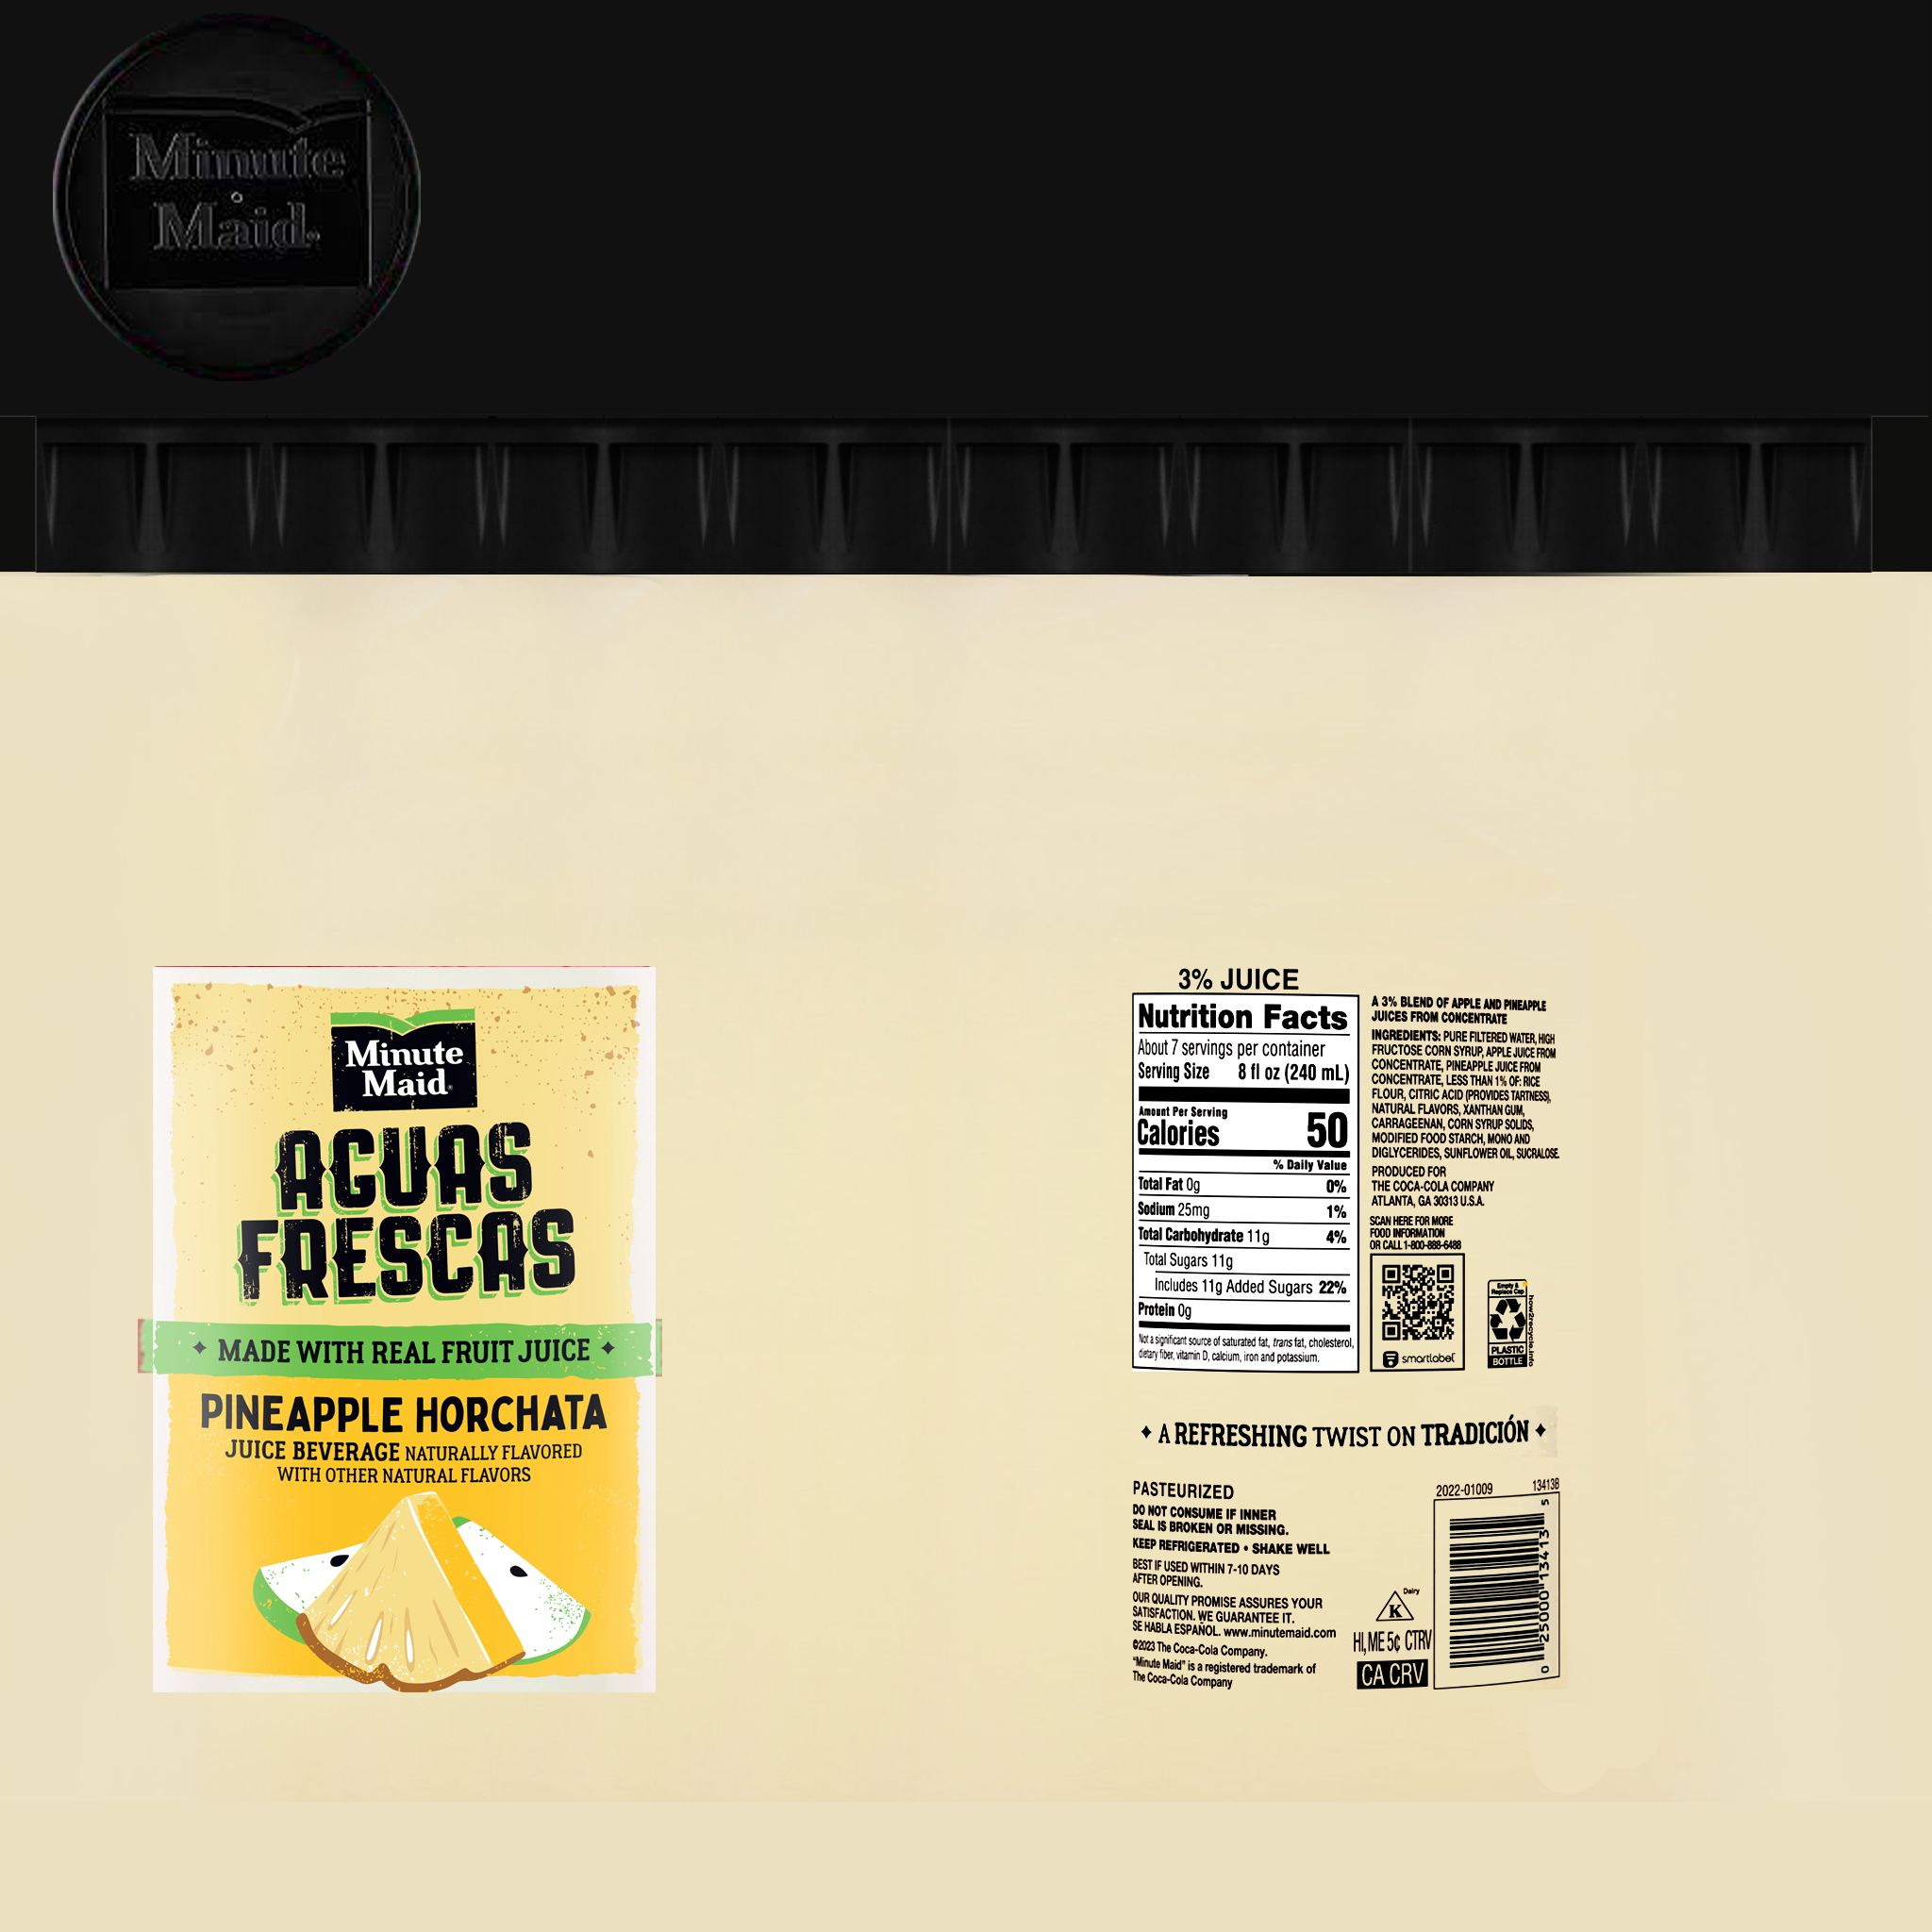 Minute
Maid
Minute
Maid
AGUAS
FRESCAS
MADE WITH REAL FRUIT JUICE
PINEAPPLE HORCHATA
JUICE BEVERAGE NATURALLY FLAVORED
WITH OTHER NATURAL FLAVORS
3% JUICE
Nutrition Facts
About 7 servings per container
Serving Size 8 fl oz (240 mL)
Amount Per Serving
Calories 50
% Daily Value
Total Fat 0g 0%
Sodium 25mg 1%
Total Carbohydrate 11g 4%
Total Sugars 11g
Includes 11g Added Sugars 22%
Protein 0g
Not a significant source of saturated fat, trans fat, cholesterol,
dietary fiber, vitamin D, calcium, iron and potassium.
A 3% BLEND OF APPLE AND PINEAPPLE
JUICES FROM CONCENTRATE
INGREDIENTS: PURE FILTERED WATER, HIGH
FRUCTOSE CORN SYRUP, APPLE JUICE FROM
CONCENTRATE, PINEAPPLE JUICE FROM
CONCENTRATE, LESS THAN 1% OF: RICE
FLOUR, CITRIC ACID (PROVIDES TARTNESS),
NATURAL FLAVORS, XANTHAN GUM,
CARRAGEENAN, CORN SYRUP SOLIDS,
MODIFIED FOOD STARCH, MONO AND
DIGLYCERIDES, SUNFLOWER OIL, SUCRALOSE.
PRODUCED FOR
THE COCA-COLA COMPANY
ATLANTA, GA 30313 U.S.A.
SCAN HERE FOR MORE
FOOD INFORMATION
OR CALL 1-800-888-6488
smartlabel
Empty &
Replace Cap
PLASTIC
BOTTLE
how2recycle.info
A REFRESHING TWIST ON TRADICIÓN
PASTEURIZED
DO NOT CONSUME IF INNER
SEAL IS BROKEN OR MISSING.
KEEP REFRIGERATED • SHAKE WELL
BEST IF USED WITHIN 7-10 DAYS
AFTER OPENING.
OUR QUALITY PROMISE ASSURES YOUR
SATISFACTION. WE GUARANTEE IT.
SE HABLA ESPAÑOL. www.minutemaid.com
©2023 The Coca-Cola Company.
"Minute Maid" is a registered trademark of
The Coca-Cola Company
Dairy
K
HI, ME 5¢ CTRV
CA CRV
2022-01009 13413B
0 25000 13413 5